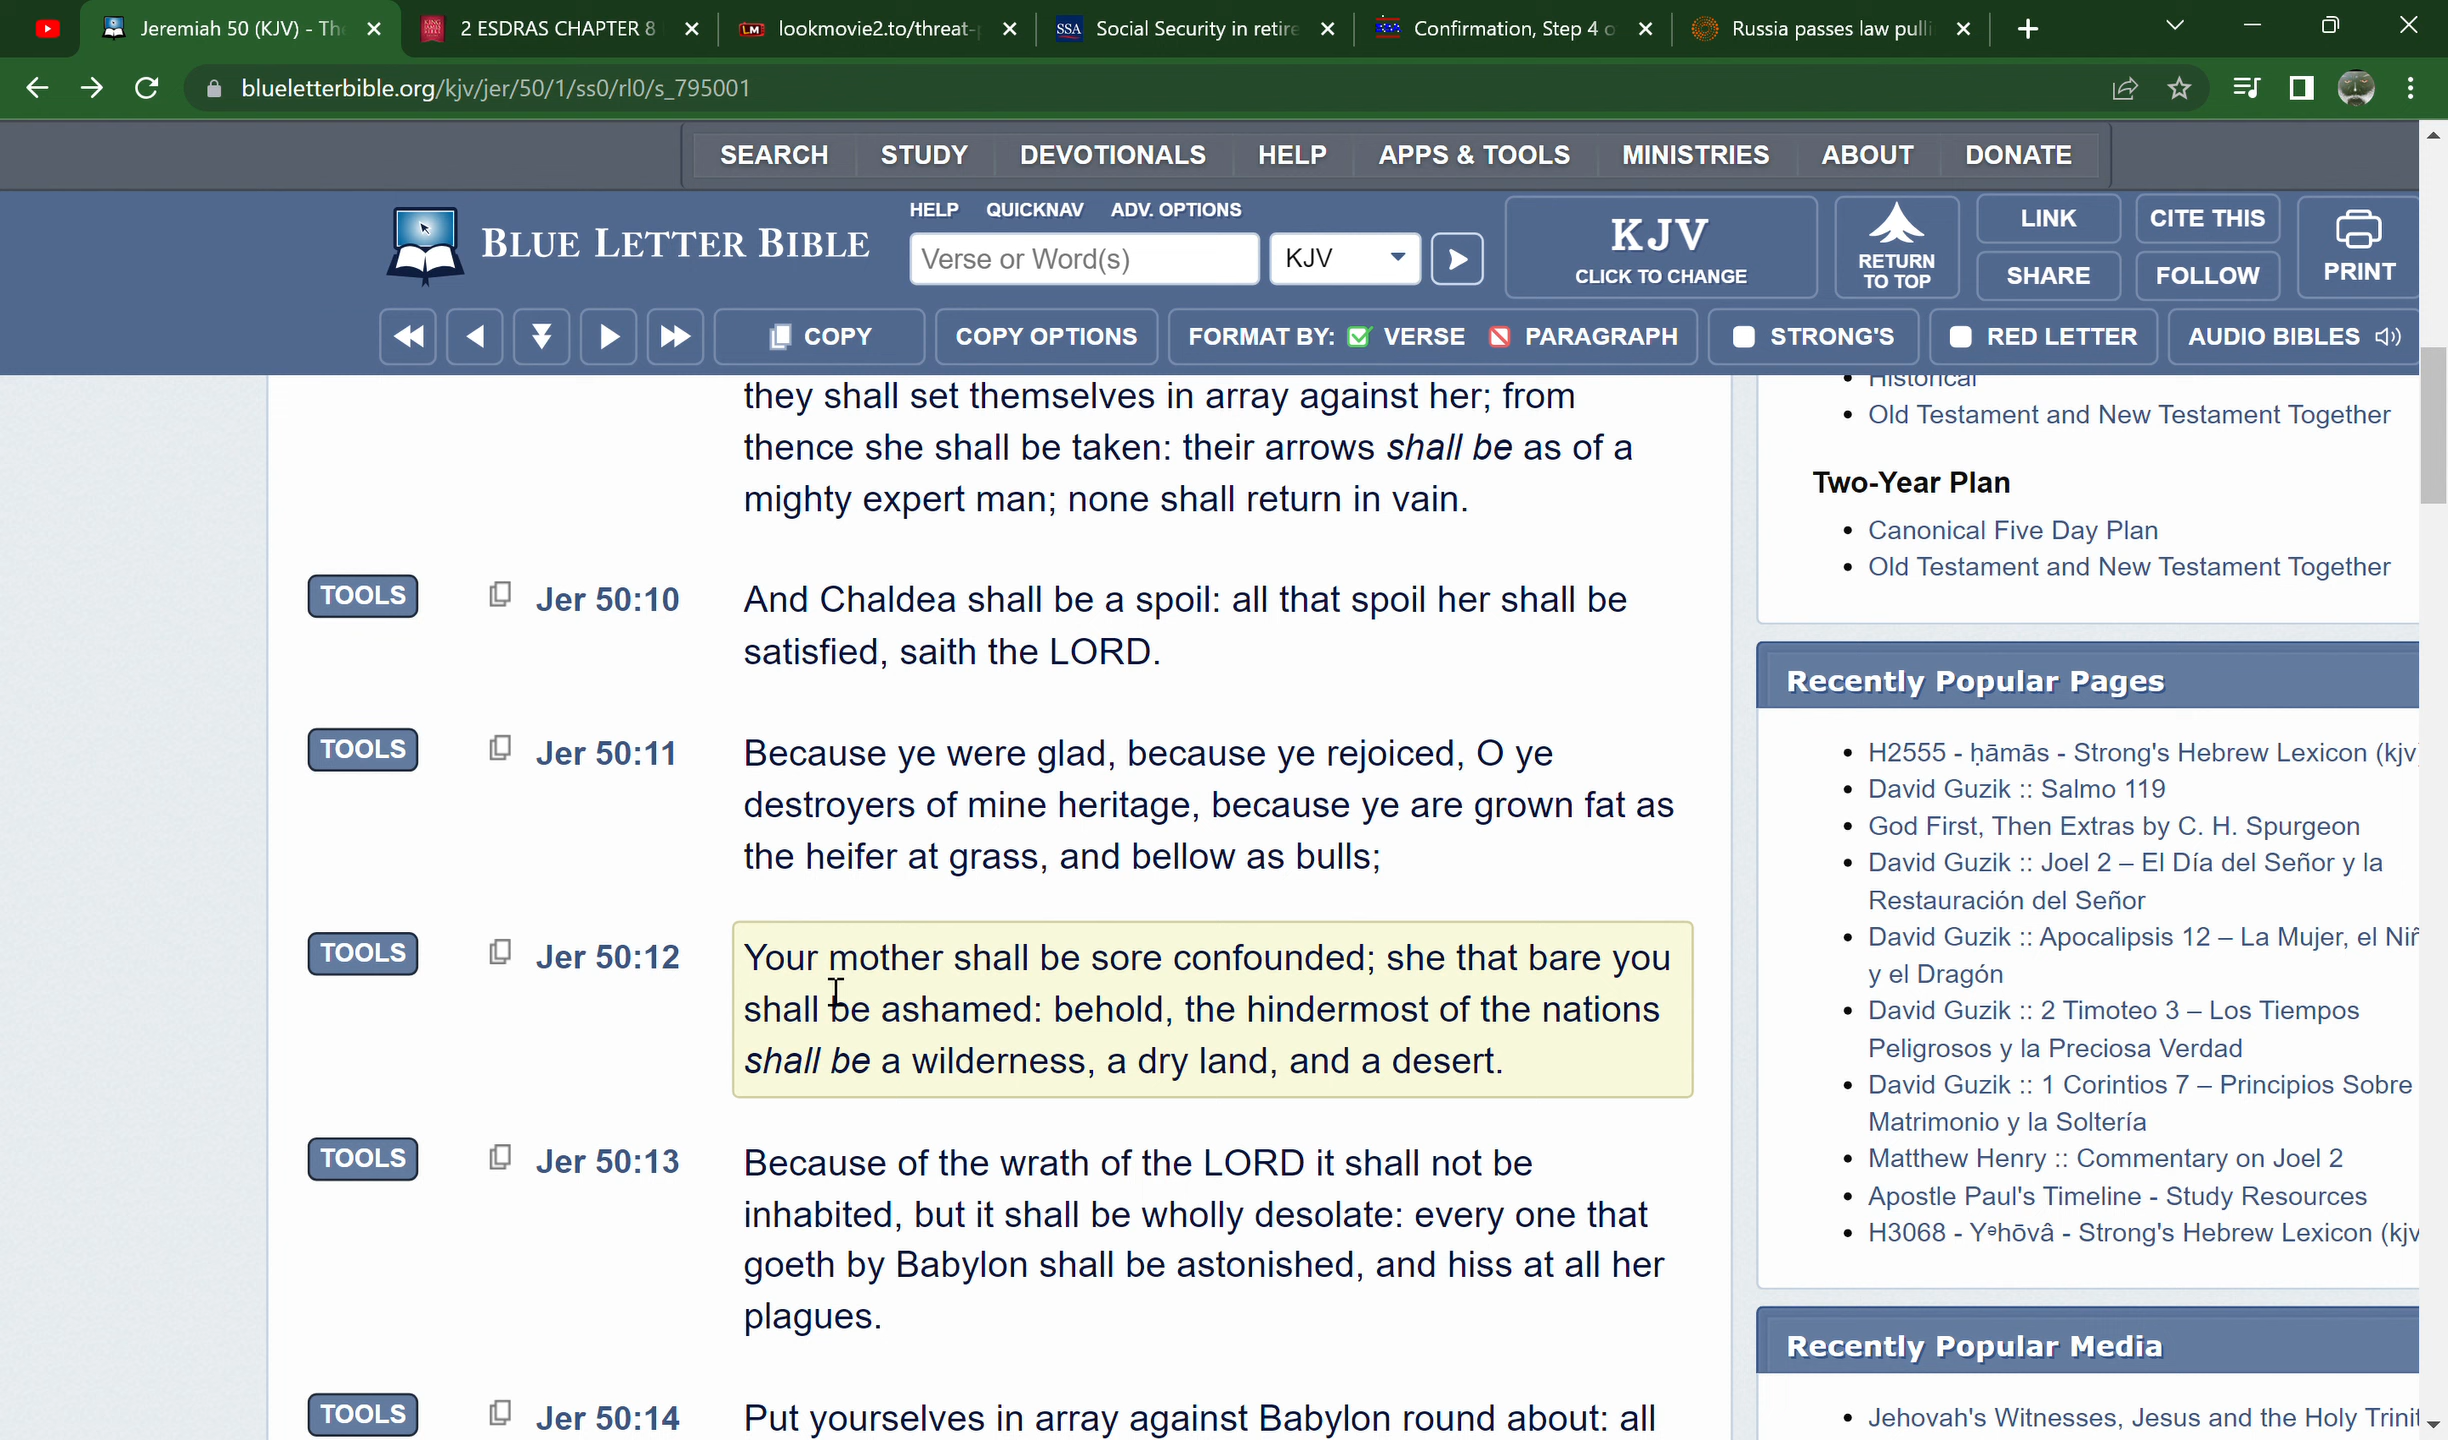 Jeremiah 50 (KJV) - The
2 ESDRAS CHAPTER 8
lookmovie2.to/threat-
Social Security in retire
Confirmation, Step 4 o
Russia passes law pulli
blueletterbible.org/kjv/jer/50/1/ss0/rl0/s_795001
SEARCH STUDY DEVOTIONALS HELP APPS & TOOLS MINISTRIES ABOUT DONATE
BLUE LETTER BIBLE
HELP QUICKNAV ADV. OPTIONS
Verse or Word(s)
KJV
KJV
CLICK TO CHANGE
RETURN
TO TOP
LINK
CITE THIS
SHARE
FOLLOW
PRINT
COPY
COPY OPTIONS
FORMAT BY: VERSE PARAGRAPH
STRONG'S
RED LETTER
AUDIO BIBLES
they shall set themselves in array against her; from
thence she shall be taken: their arrows shall be as of a
mighty expert man; none shall return in vain.
TOOLS Jer 50:10 And Chaldea shall be a spoil: all that spoil her shall be
satisfied, saith the LORD.
TOOLS Jer 50:11 Because ye were glad, because ye rejoiced, O ye
destroyers of mine heritage, because ye are grown fat as
the heifer at grass, and bellow as bulls;
TOOLS Jer 50:12 Your mother shall be sore confounded; she that bare you
shall be ashamed: behold, the hindermost of the nations
shall be a wilderness, a dry land, and a desert.
TOOLS Jer 50:13 Because of the wrath of the LORD it shall not be
inhabited, but it shall be wholly desolate: every one that
goeth by Babylon shall be astonished, and hiss at all her
plagues.
TOOLS Jer 50:14 Put yourselves in array against Babylon round about: all
Historical
Old Testament and New Testament Together
Two-Year Plan
Canonical Five Day Plan
Old Testament and New Testament Together
Recently Popular Pages
H2555 - ḥāmās - Strong's Hebrew Lexicon (kjv)
David Guzik :: Salmo 119
God First, Then Extras by C. H. Spurgeon
David Guzik :: Joel 2 – El Día del Señor y la
Restauración del Señor
David Guzik :: Apocalipsis 12 – La Mujer, el Niñ
y el Dragón
David Guzik :: 2 Timoteo 3 – Los Tiempos
Peligrosos y la Preciosa Verdad
David Guzik :: 1 Corintios 7 – Principios Sobre
Matrimonio y la Soltería
Matthew Henry :: Commentary on Joel 2
Apostle Paul's Timeline - Study Resources
H3068 - Yᵊhōvâ - Strong's Hebrew Lexicon (kjv
Recently Popular Media
Jehovah's Witnesses, Jesus and the Holy Trinit